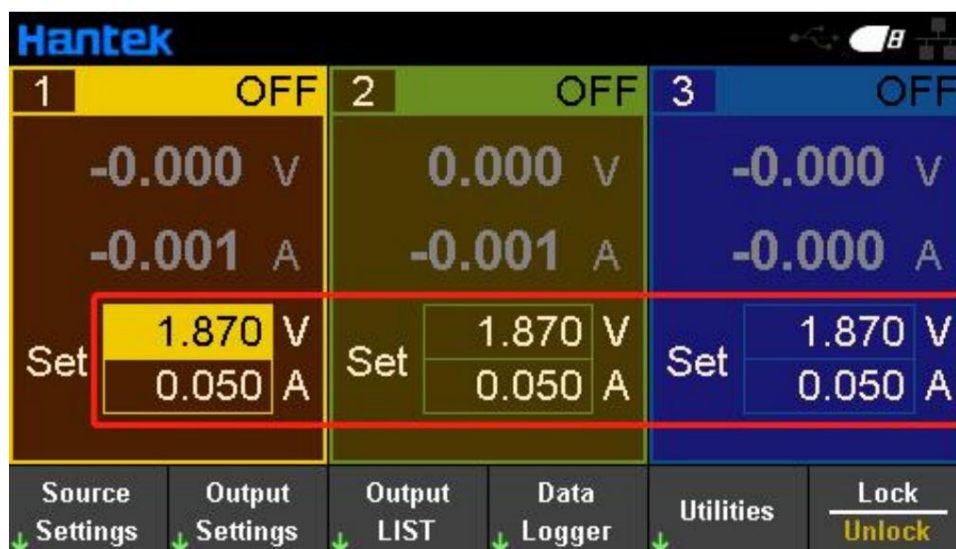 Hantek
8
1 OFF 2 OFF 3 OFF
-0.000 V 0.000 V -0.000 V
-0.001 A -0.001 A -0.000 A
1.870 V 1.870 V 1.870 V
Set Set Set
0.050 A 0.050 A 0.050 A
Source Output Output Data Utilities Lock
Settings Settings LIST Logger Unlock